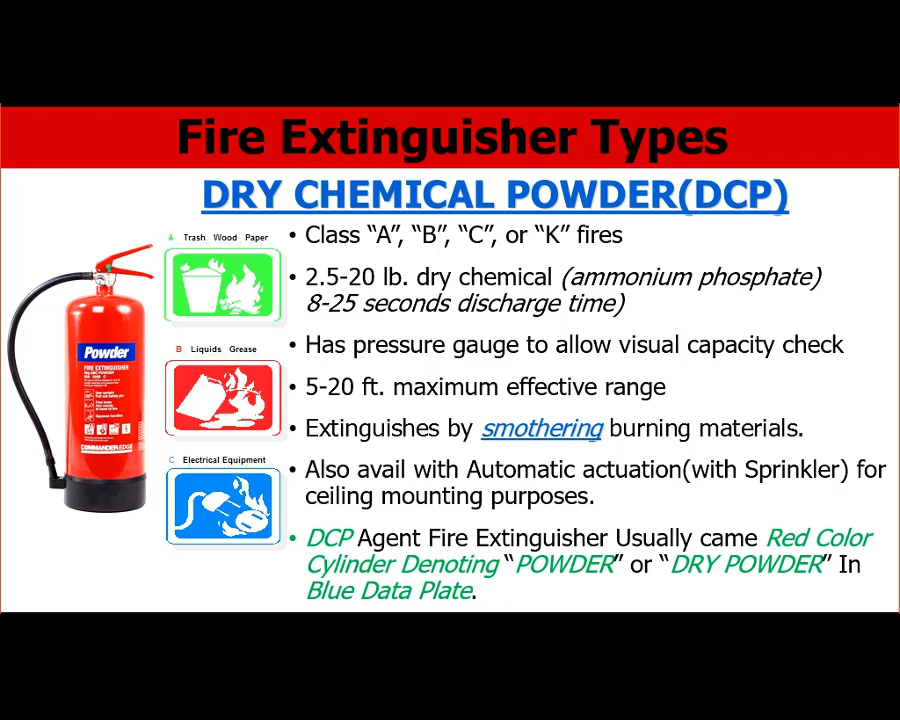 Fire Extinguisher Types
DRY CHEMICAL POWDER(DCP)
A Trash Wood Paper
B Liquids Grease
C Electrical Equipment
Powder
FIRE EXTINGUISHER
COMMANDER EDGE
• Class “A”, “B”, “C”, or “K” fires
• 2.5-20 lb. dry chemical (ammonium phosphate)
8-25 seconds discharge time)
• Has pressure gauge to allow visual capacity check
• 5-20 ft. maximum effective range
• Extinguishes by smothering burning materials.
• Also avail with Automatic actuation(with Sprinkler) for
ceiling mounting purposes.
• DCP Agent Fire Extinguisher Usually came Red Color
Cylinder Denoting “POWDER” or “DRY POWDER” In
Blue Data Plate.